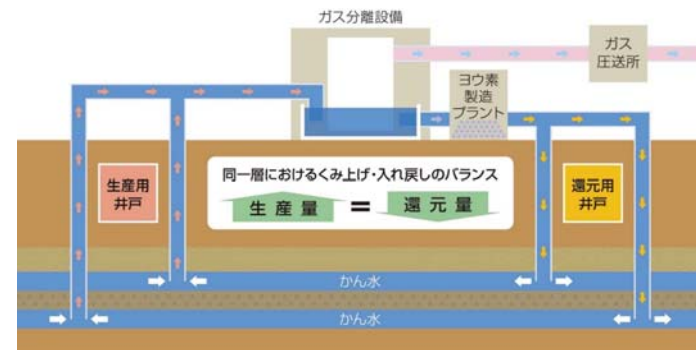 ガス分離設備
ガス
圧送所
ヨウ素
製造
プラント
生産用
井戸
同一層におけるくみ上げ・入れ戻しのバランス
生産量 = 還元量
還元用
井戸
かん水
かん水